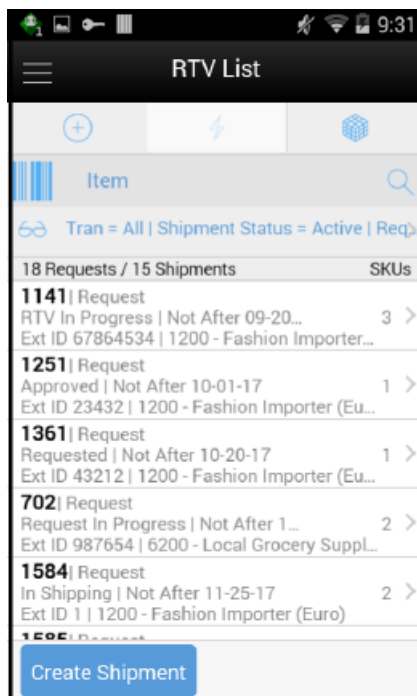 1 9:31
RTV List
Item
Tran = All | Shipment Status = Active | Req
18 Requests / 15 Shipments SKUs
1141| Request
RTV In Progress | Not After 09-20... 3
Ext ID 67864534 | 1200 - Fashion Importer...
1251| Request
Approved | Not After 10-01-17 1
Ext ID 23432 | 1200 - Fashion Importer (Eu...
1361| Request
Requested | Not After 10-20-17 1
Ext ID 43212 | 1200 - Fashion Importer (Eu...
702| Request
Request In Progress | Not After 1... 2
Ext ID 987654 | 6200 - Local Grocery Suppl...
1584| Request
In Shipping | Not After 11-25-17 2
Ext ID 1 | 1200 - Fashion Importer (Euro)
1585| Request
Create Shipment